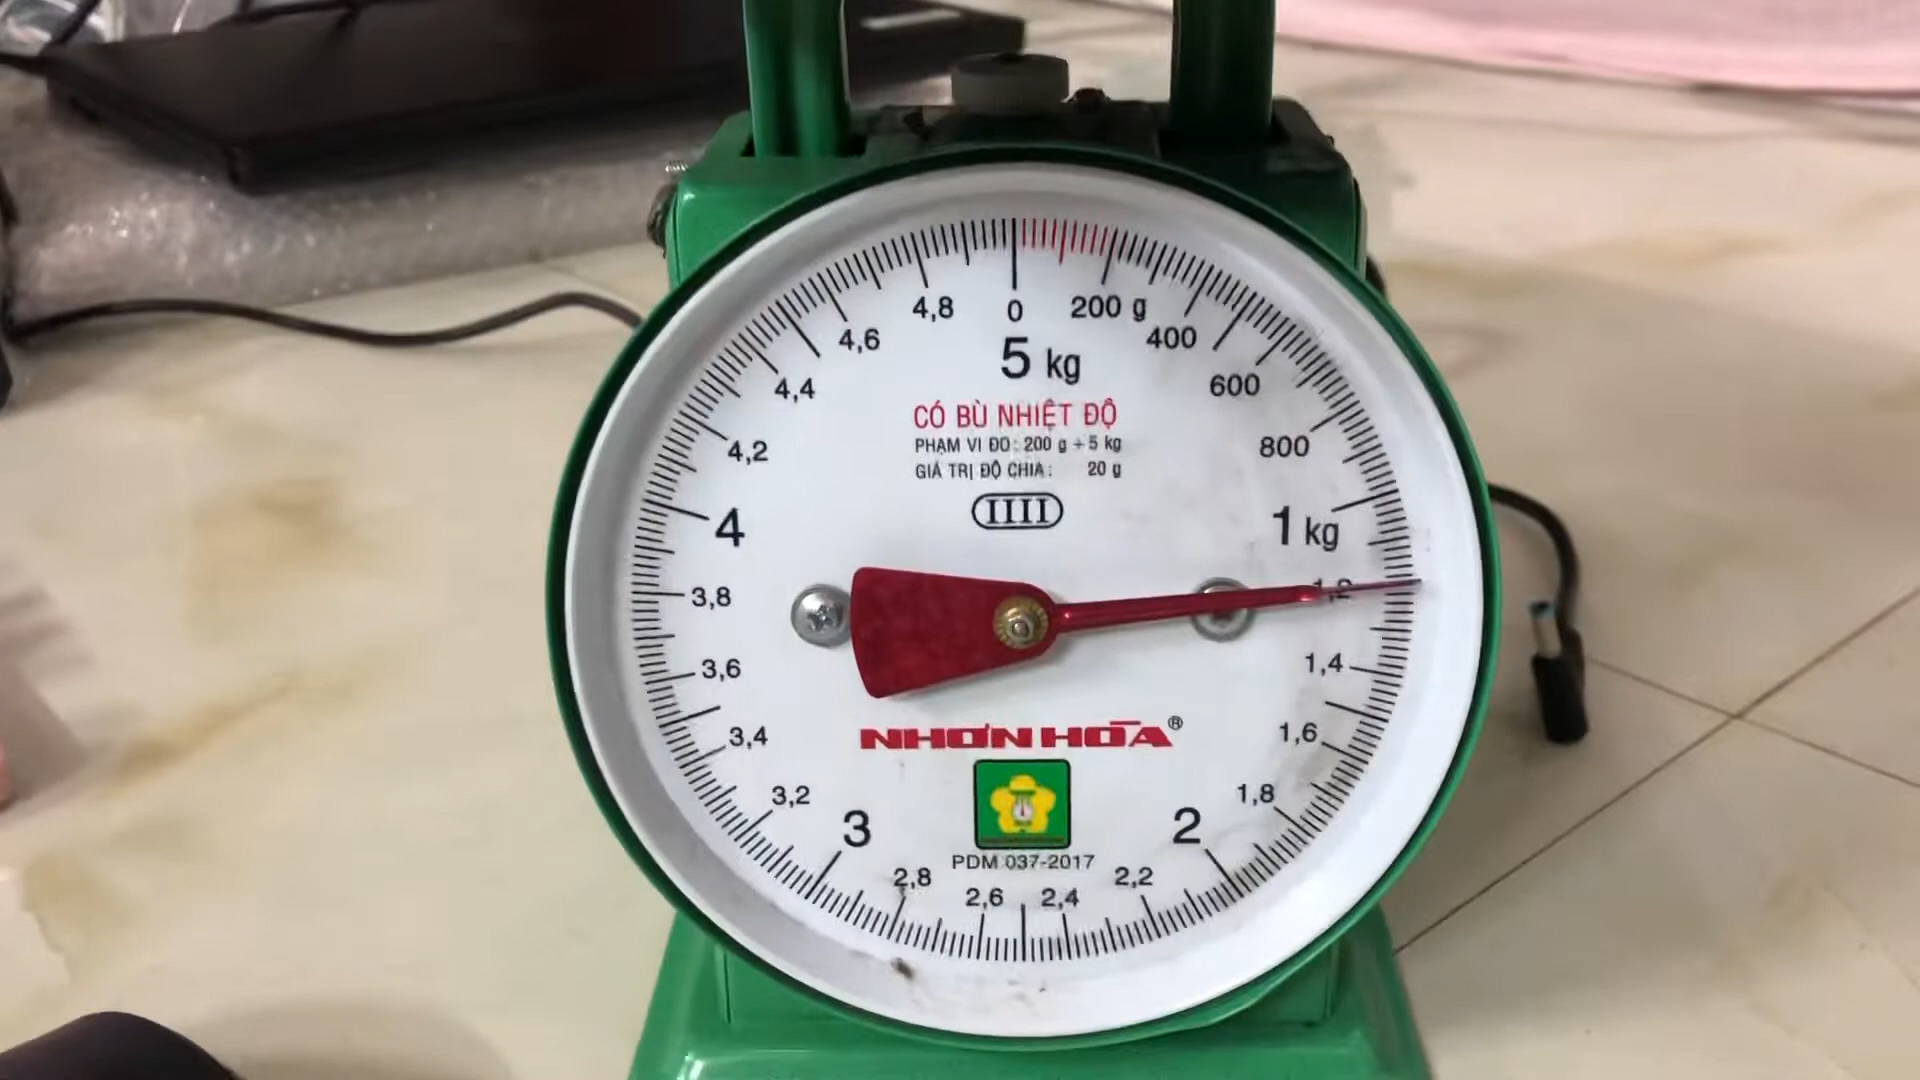 0
200 g
400
600
800
1 kg
1,2
1,4
1,6
1,8
2
2,2
2,4
2,6
2,8
3
3,2
3,4
3,6
3,8
4
4,2
4,4
4,6
4,8
5 kg
CÓ BÙ NHIỆT ĐỘ
PHẠM VI ĐO: 200 g ÷ 5 kg
GIÁ TRỊ ĐỘ CHIA: 20 g
IIII
NHƠN HÒA®
PDM 037-2017